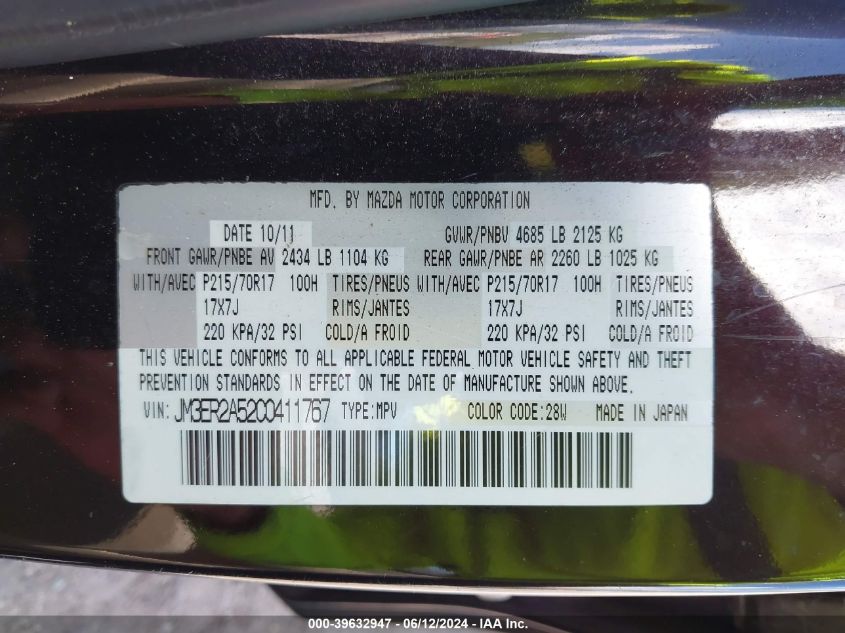 MFD. BY MAZDA MOTOR CORPORATION
DATE 10/11 GVWR/PNBV 4685 LB 2125 KG
FRONT GAWR/PNBE AV 2434 LB 1104 KG REAR GAWR/PNBE AR 2260 LB 1025 KG
WITH/AVEC P215/70R17 100H TIRES/PNEUS WITH/AVEC P215/70R17 100H TIRES/PNEUS
17X7J RIMS/JANTES 17X7J RIMS/JANTES
220 KPA/32 PSI COLD/A FROID 220 KPA/32 PSI COLD/A FROID
THIS VEHICLE CONFORMS TO ALL APPLICABLE FEDERAL MOTOR VEHICLE SAFETY AND THEFT
PREVENTION STANDARDS IN EFFECT ON THE DATE OF MANUFACTURE SHOWN ABOVE.
VIN: JM3ER2A52C0411767 TYPE:MPV COLOR CODE:28W MADE IN JAPAN
000-39632947 - 06/12/2024 - IAA Inc.